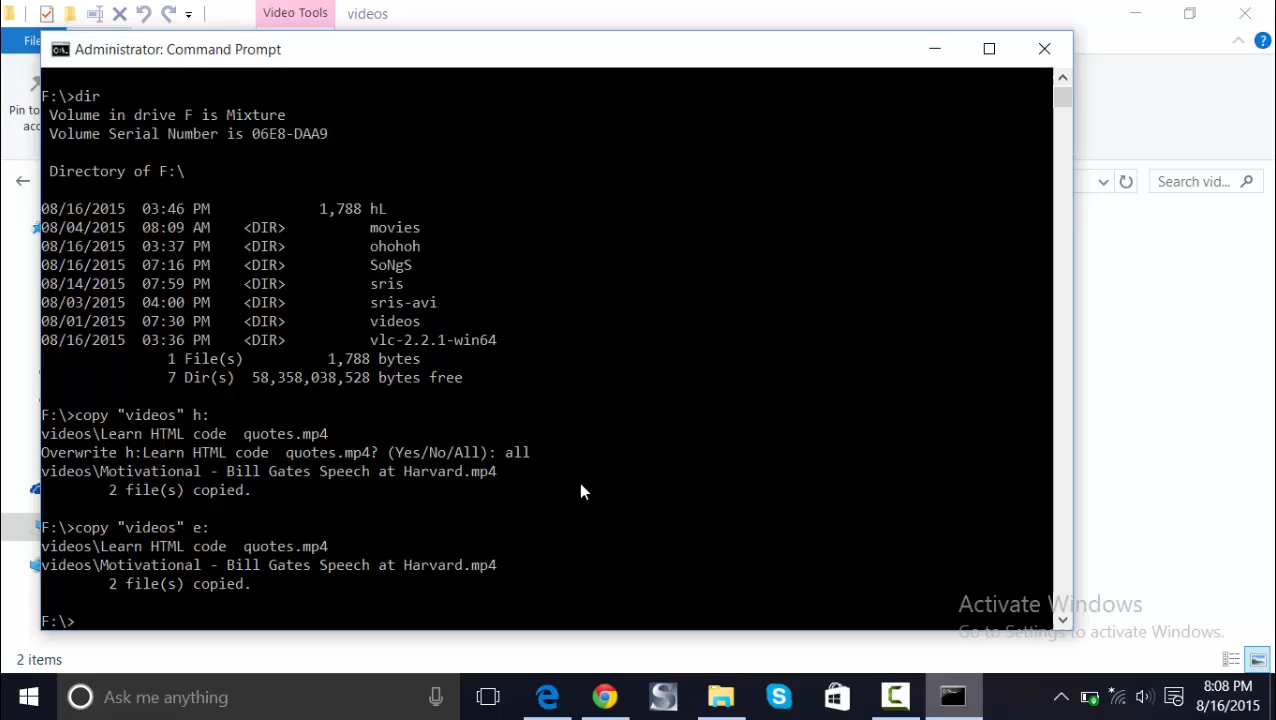 Video Tools
videos
File
Pin to
acc
Search vid...
Administrator: Command Prompt
F:\>dir
Volume in drive F is Mixture
Volume Serial Number is 06E8-DAA9
Directory of F:\
08/16/2015  03:46 PM             1,788 hL
08/04/2015  08:09 AM    <DIR>          movies
08/16/2015  03:37 PM    <DIR>          ohohoh
08/16/2015  07:16 PM    <DIR>          SoNgS
08/14/2015  07:59 PM    <DIR>          sris
08/03/2015  04:00 PM    <DIR>          sris-avi
08/01/2015  07:30 PM    <DIR>          videos
08/16/2015  03:36 PM    <DIR>          vlc-2.2.1-win64
1 File(s)          1,788 bytes
7 Dir(s)  58,358,038,528 bytes free
F:\>copy "videos" h:
videos\Learn HTML code  quotes.mp4
Overwrite h:Learn HTML code  quotes.mp4? (Yes/No/All): all
videos\Motivational - Bill Gates Speech at Harvard.mp4
2 file(s) copied.
F:\>copy "videos" e:
videos\Learn HTML code  quotes.mp4
videos\Motivational - Bill Gates Speech at Harvard.mp4
2 file(s) copied.
F:\>
Activate Windows
Go to Settings to activate Windows.
2 items
Ask me anything
8:08 PM
8/16/2015